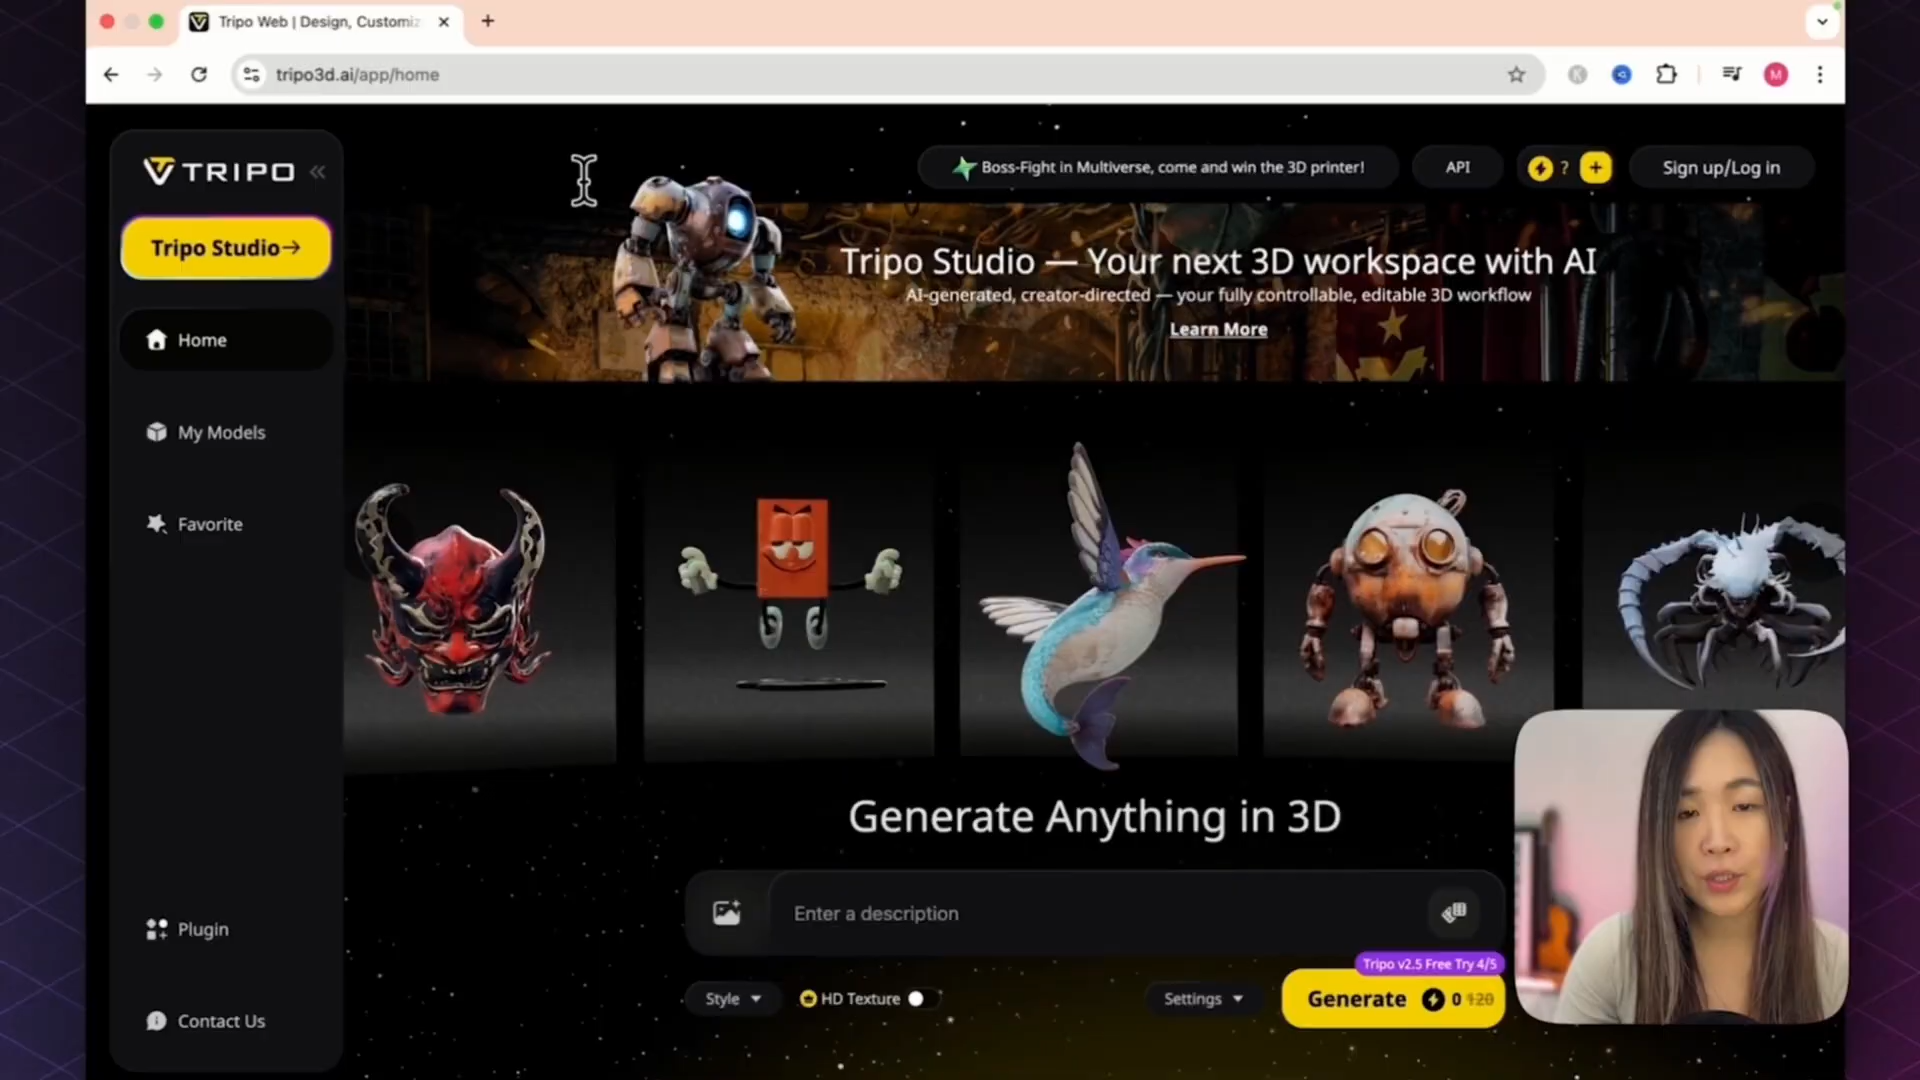 Tripo Web | Design, Customiz
tripo3d.ai/app/home
M
TRIPO
Boss-Fight in Multiverse, come and win the 3D printer!
API
?
Sign up/Log in
Tripo Studio→
Tripo Studio — Your next 3D workspace with AI
AI-generated, creator-directed — your fully controllable, editable 3D workflow
Learn More
Home
My Models
Favorite
Generate Anything in 3D
Enter a description
Plugin
Tripo v2.5 Free Try 4/5
Style
HD Texture
Settings
Generate 0 120
Contact Us